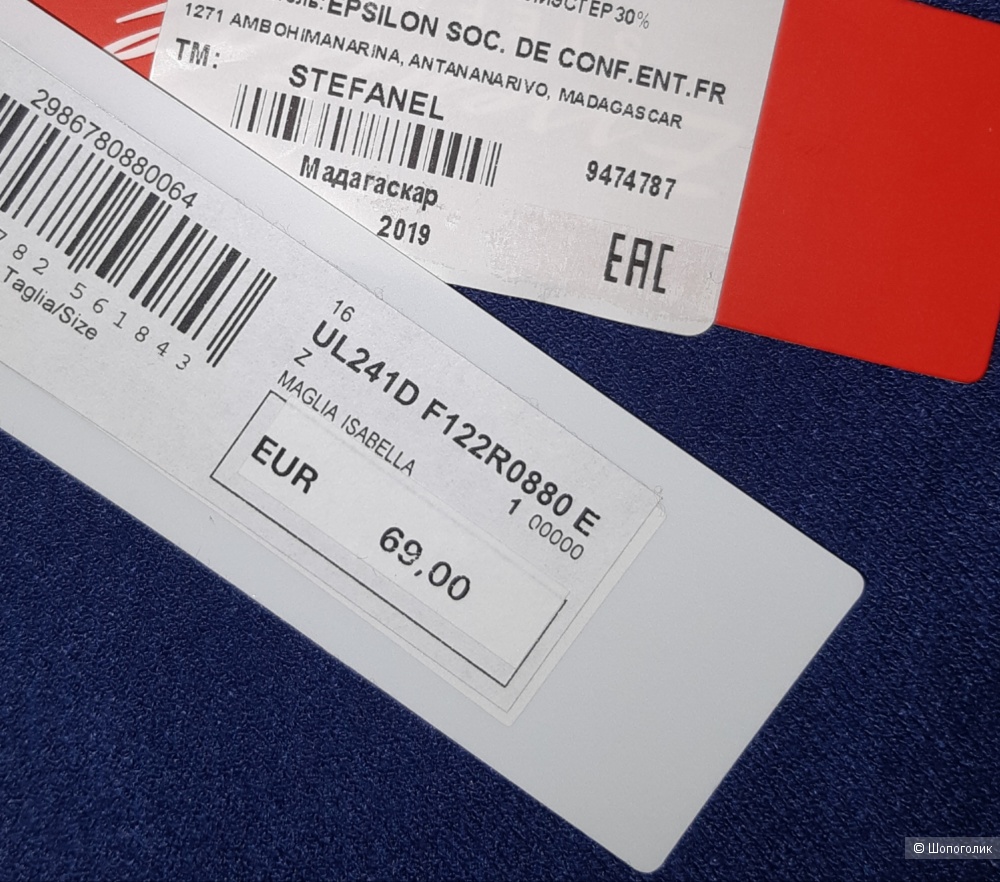 30%
EPSILON SOC. DE CONF.ENT.FR
1271 AMBOHIMANARINA, ANTANANARIVO, MADAGASCAR
TM:
STEFANEL
Мадагаскар
2019
9474787
EAC
2986780880064
782 561843
Taglia/Size
16
UL241D F122R0880 E
Z
1 00000
MAGLIA ISABELLA
EUR
69,00
© Шопоголик